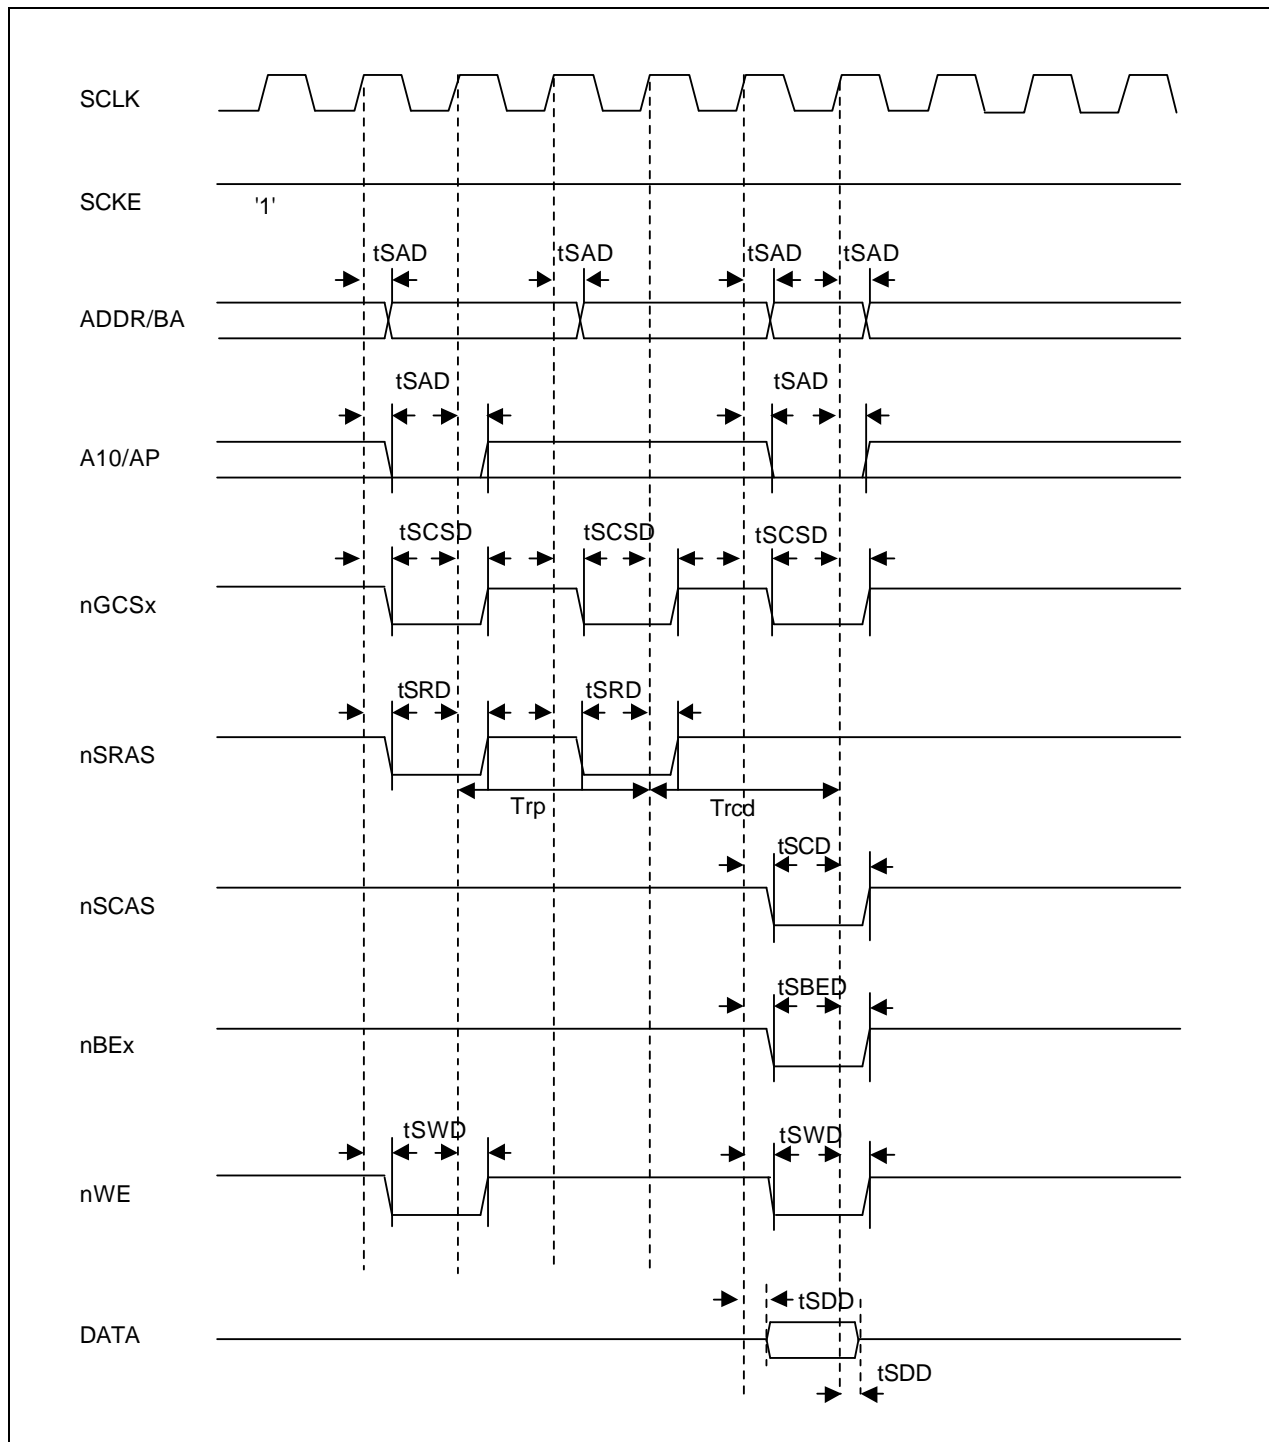 SCLK
SCKE
'1'
tSAD tSAD tSAD tSAD
ADDR/BA
tSAD tSAD
A10/AP
tSCSD tSCSD tSCSD
nGCSx
tSRD tSRD
nSRAS
Trp Trcd
tSCD
nSCAS
tSBED
nBEx
tSWD tSWD
nWE
tSDD
DATA
tSDD